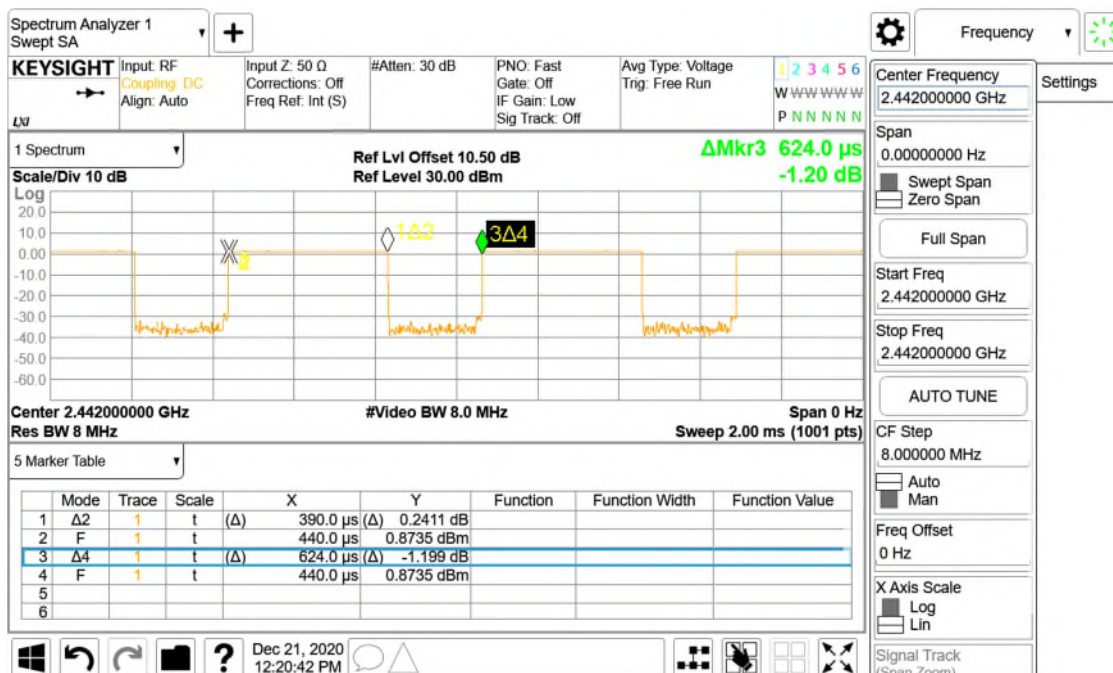 Spectrum Analyzer 1
Swept SA
Frequency
KEYSIGHT
LXI
Input: RF
Coupling: DC
Align: Auto
Input Z: 50 Ω
Corrections: Off
Freq Ref: Int (S)
#Atten: 30 dB
PNO: Fast
Gate: Off
IF Gain: Low
Sig Track: Off
Avg Type: Voltage
Trig: Free Run
1 2 3 4 5 6
W W W W W W
P N N N N N
1 Spectrum
Scale/Div 10 dB
Ref Lvl Offset 10.50 dB
Ref Level 30.00 dBm
ΔMkr3 624.0 µs
-1.20 dB
Log
20.0
10.0
0.00
-10.0
-20.0
-30.0
-40.0
-50.0
-60.0
1Δ2
3Δ4
Center 2.442000000 GHz
Res BW 8 MHz
#Video BW 8.0 MHz
Span 0 Hz
Sweep 2.00 ms (1001 pts)
5 Marker Table
Mode Trace Scale X Y Function Function Width Function Value
1 Δ2 1 t (Δ) 390.0 µs (Δ) 0.2411 dB
2 F 1 t 440.0 µs 0.8735 dBm
3 Δ4 1 t (Δ) 624.0 µs (Δ) -1.199 dB
4 F 1 t 440.0 µs 0.8735 dBm
5
6
?
Dec 21, 2020
12:20:42 PM
Center Frequency
2.442000000 GHz
Settings
Span
0.00000000 Hz
Swept Span
Zero Span
Full Span
Start Freq
2.442000000 GHz
Stop Freq
2.442000000 GHz
AUTO TUNE
CF Step
8.000000 MHz
Auto
Man
Freq Offset
0 Hz
X Axis Scale
Log
Lin
Signal Track
(Span Zoom)